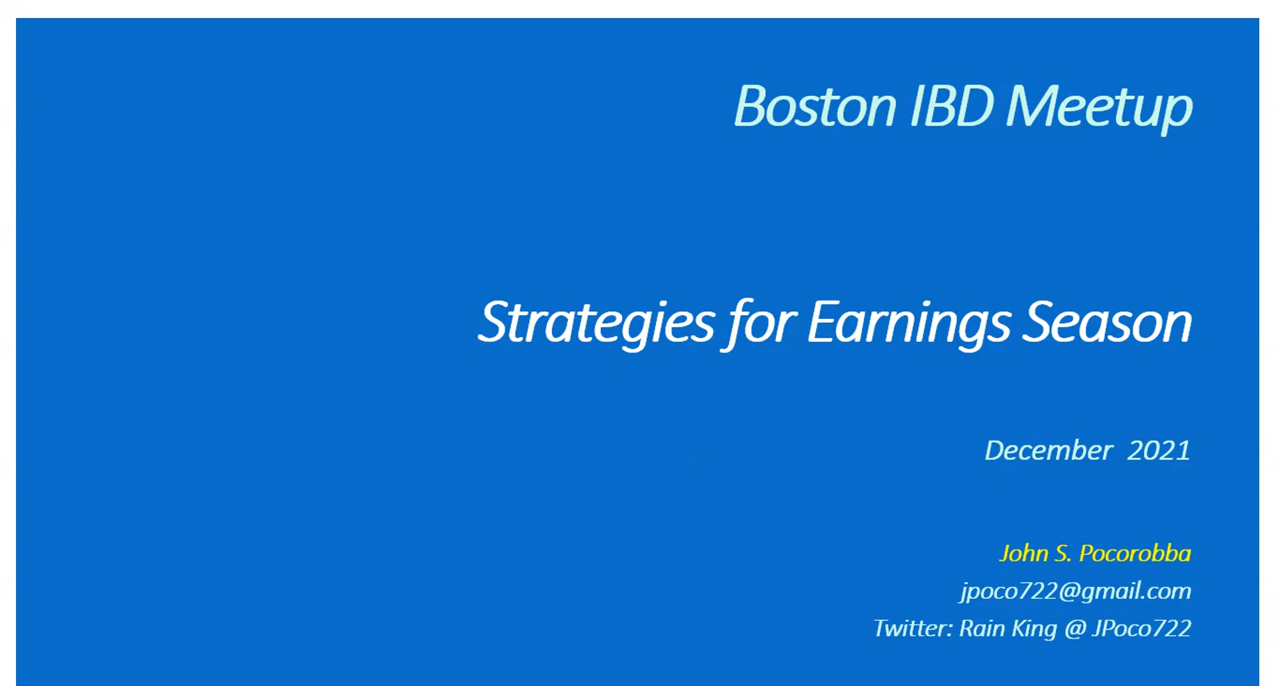 Boston IBD Meetup
Strategies for Earnings Season
December 2021
John S. Pocorobba
jpoco722@gmail.com
Twitter: Rain King @ JPoco722